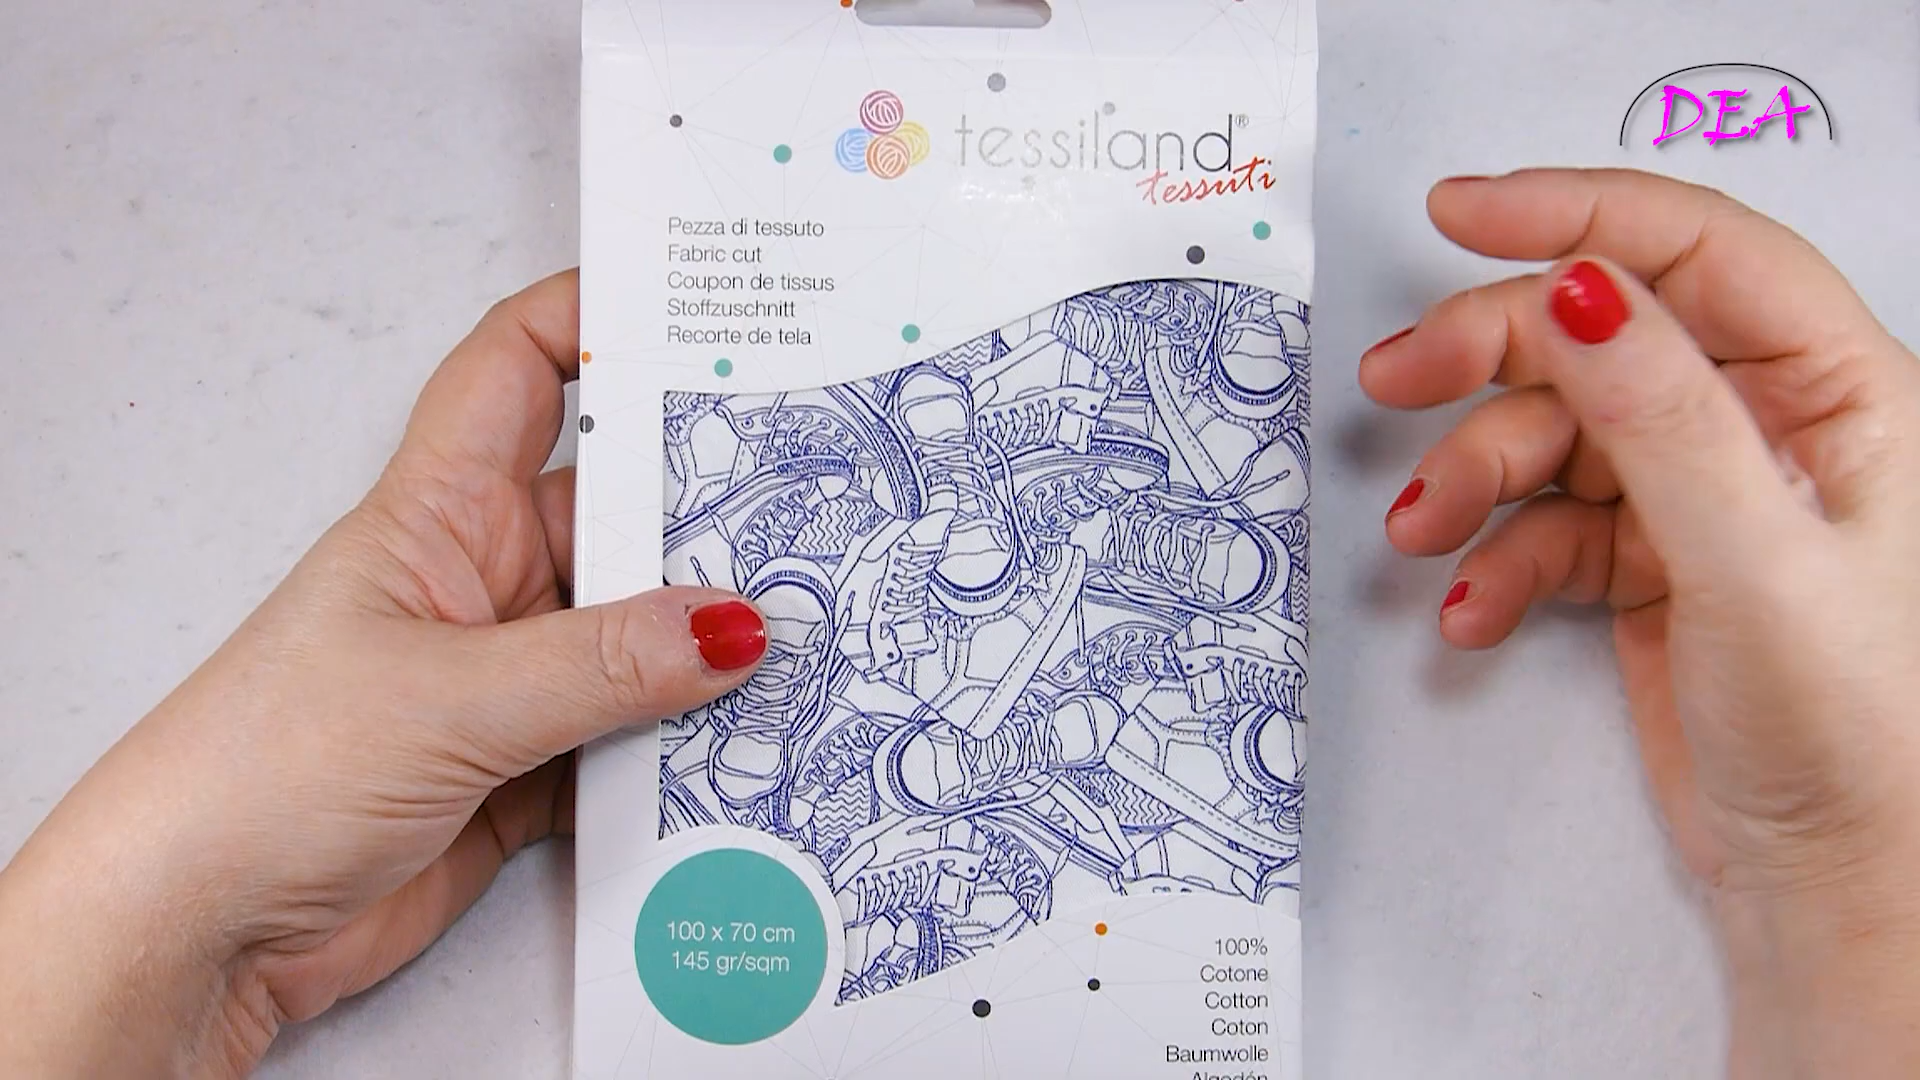 DEA
tessiland®
tessuti
Pezza di tessuto
Fabric cut
Coupon de tissus
Stoffzuschnitt
Recorte de tela
100 x 70 cm
145 gr/sqm
100%
Cotone
Cotton
Coton
Baumwolle
Algodón